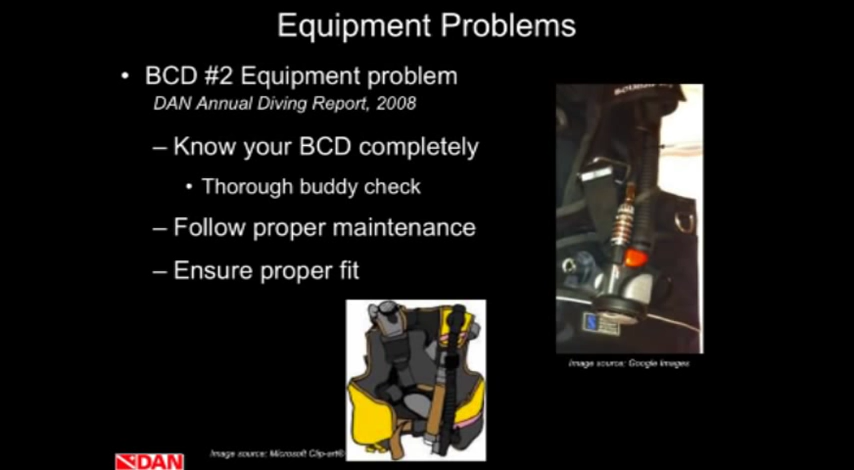 Equipment Problems
• BCD #2 Equipment problem
DAN Annual Diving Report, 2008
– Know your BCD completely
• Thorough buddy check
– Follow proper maintenance
– Ensure proper fit
Image source: Google Images
Image source: Microsoft Clip-art®
DAN